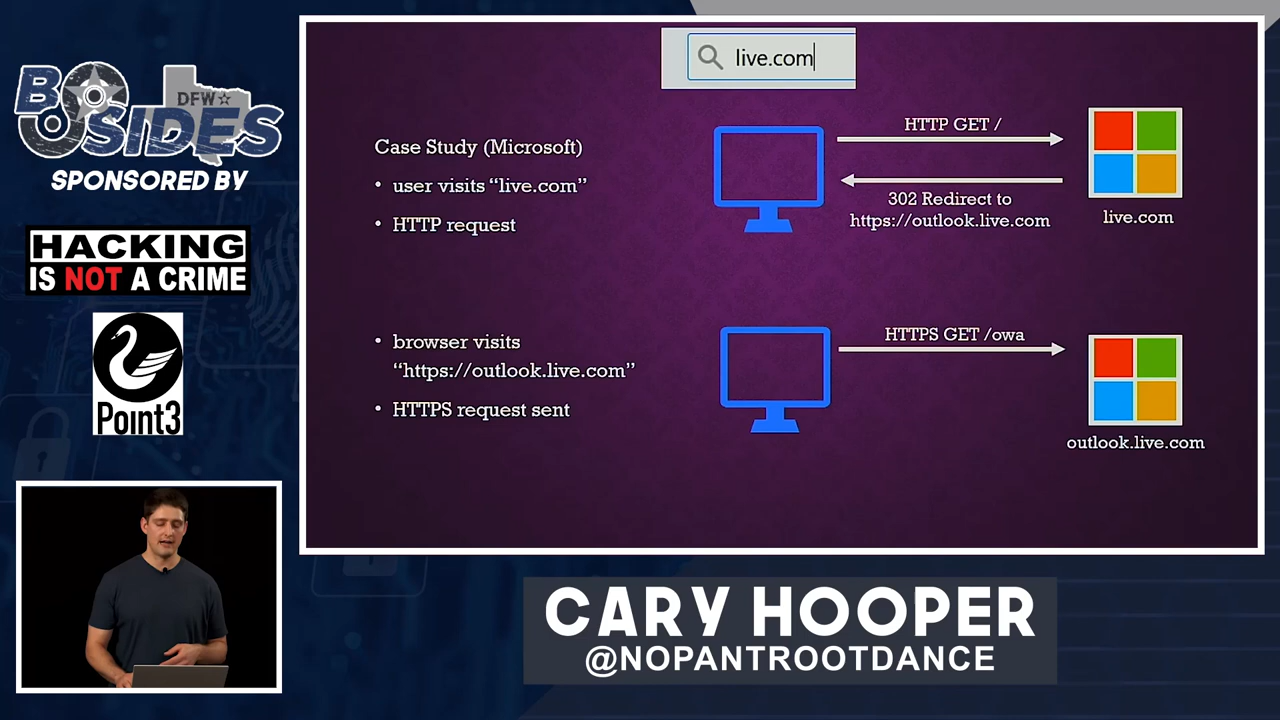 BSIDES
DFW
SPONSORED BY
HACKING
IS NOT A CRIME
Point3
live.com
Case Study (Microsoft)
• user visits “live.com”
• HTTP request
HTTP GET /
302 Redirect to
https://outlook.live.com
live.com
• browser visits
“https://outlook.live.com”
• HTTPS request sent
HTTPS GET /owa
outlook.live.com
CARY HOOPER
@NOPANTROOTDANCE